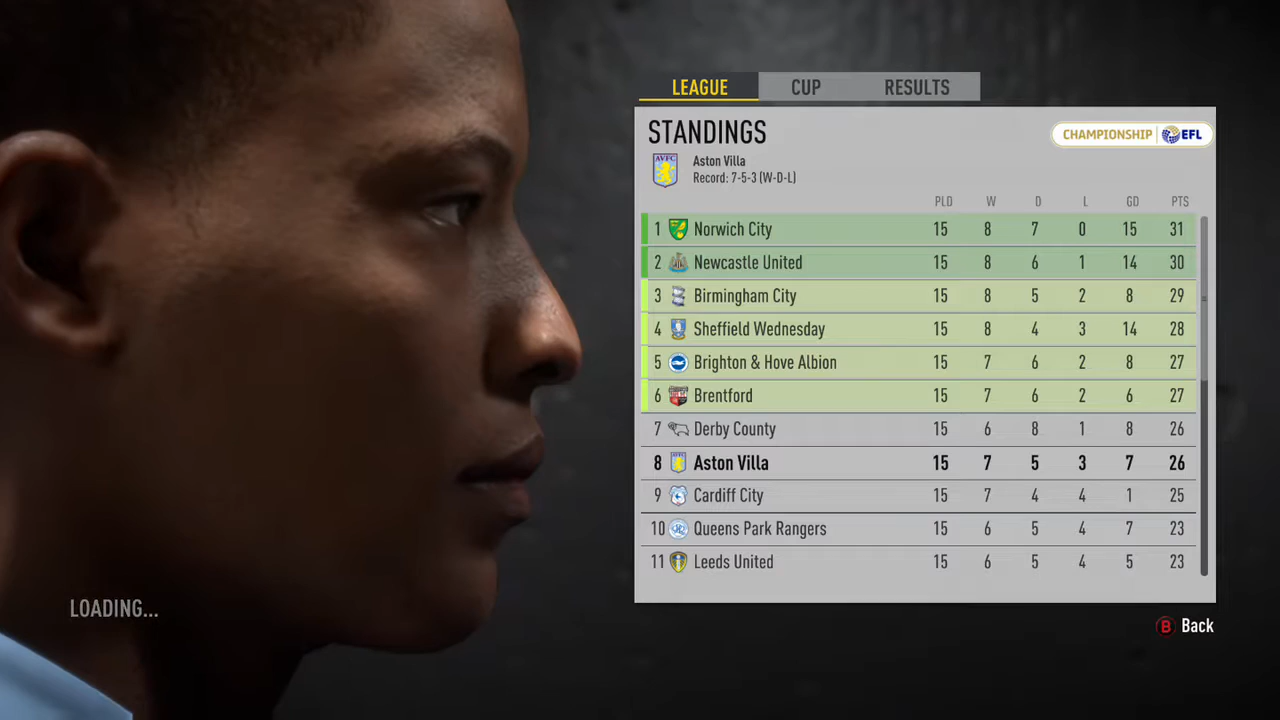 LEAGUE CUP RESULTS
STANDINGS
CHAMPIONSHIP EFL
AVFC
Aston Villa
Record: 7-5-3 (W-D-L)
PLD W D L GD PTS
1 Norwich City 15 8 7 0 15 31
2 Newcastle United 15 8 6 1 14 30
3 Birmingham City 15 8 5 2 8 29
4 Sheffield Wednesday 15 8 4 3 14 28
5 Brighton & Hove Albion 15 7 6 2 8 27
6 Brentford 15 7 6 2 6 27
7 Derby County 15 6 8 1 8 26
8 Aston Villa 15 7 5 3 7 26
9 Cardiff City 15 7 4 4 1 25
10 Queens Park Rangers 15 6 5 4 7 23
11 Leeds United 15 6 5 4 5 23
LOADING...
B Back